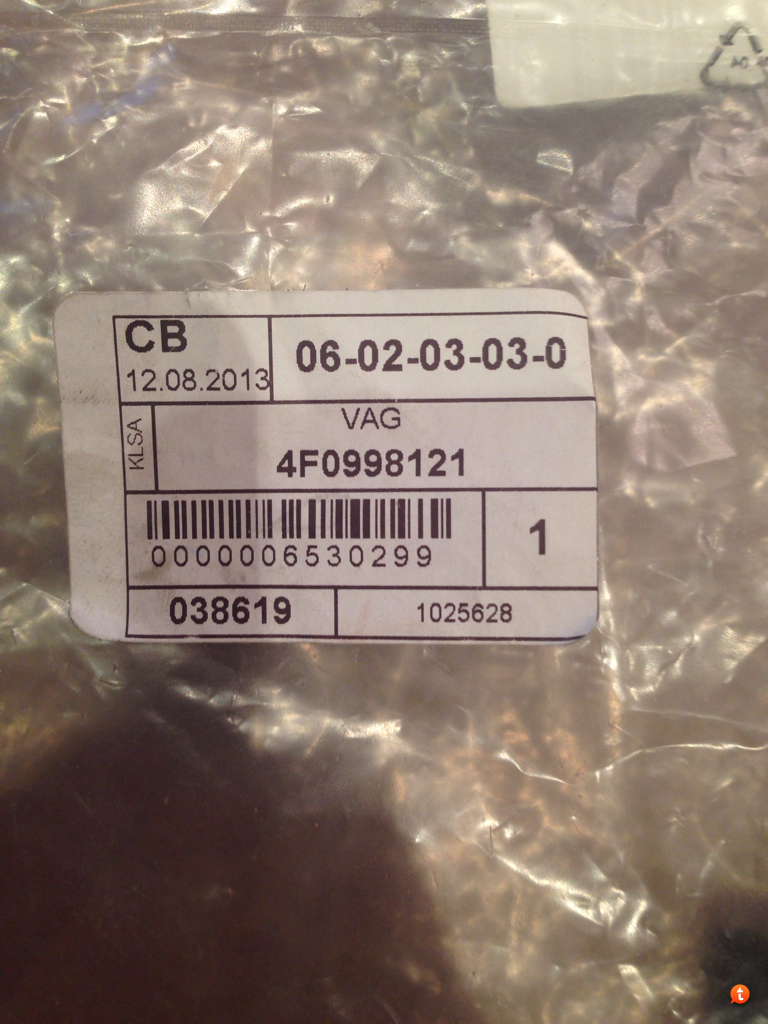 CB
12.08.2013
06-02-03-03-0
KLSA
VAG
4F0998121
0000006530299
1
038619
1025628
t